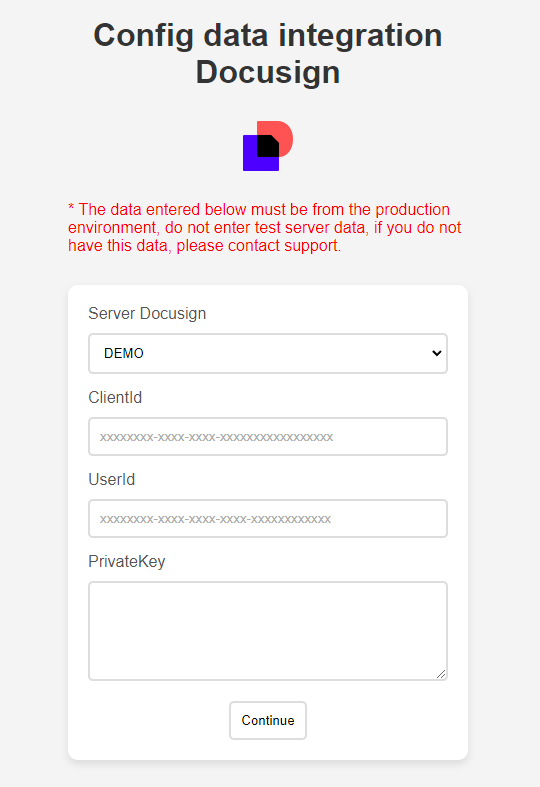 Config data integration
Docusign
* The data entered below must be from the production
environment, do not enter test server data, if you do not
have this data, please contact support.
Server Docusign
DEMO
ClientId
xxxxxxxx-xxxx-xxxx-xxxxxxxxxxxxxxxxx
UserId
xxxxxxxx-xxxx-xxxx-xxxx-xxxxxxxxxxxx
PrivateKey
Continue